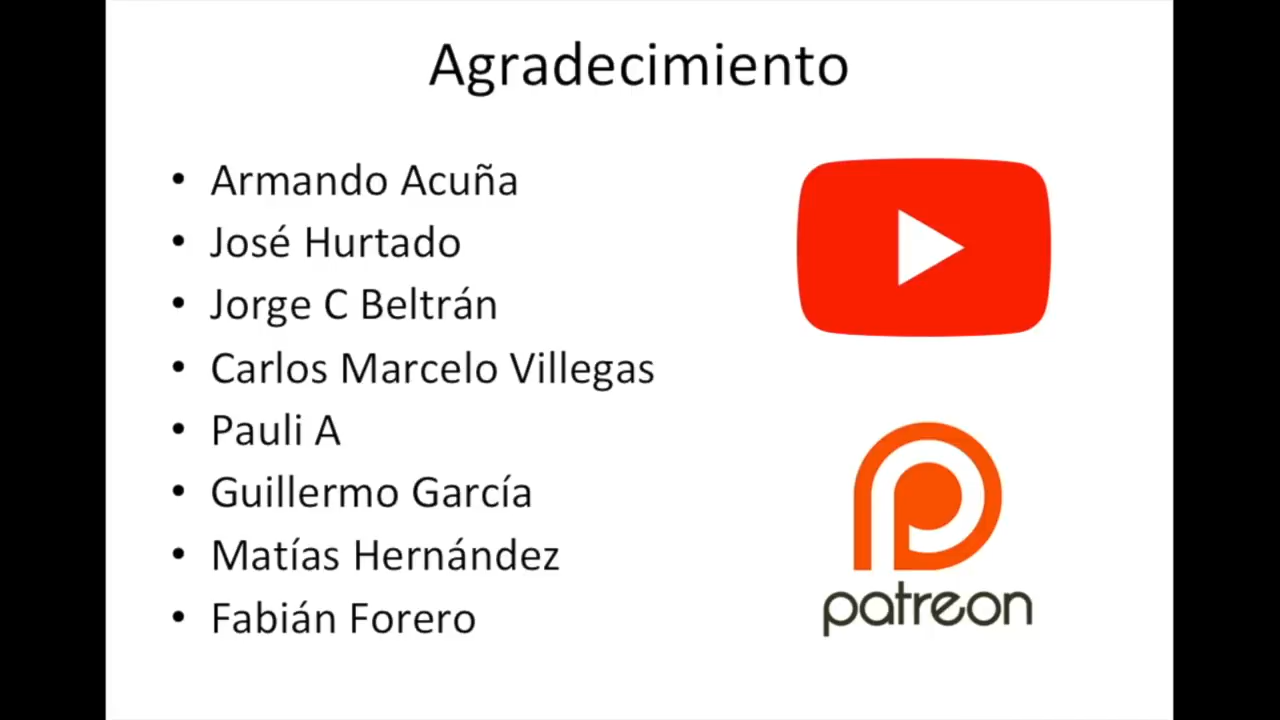 Agradecimiento
• Armando Acuña
• José Hurtado
• Jorge C Beltrán
• Carlos Marcelo Villegas
• Pauli A
• Guillermo García
• Matías Hernández
• Fabián Forero
patreon